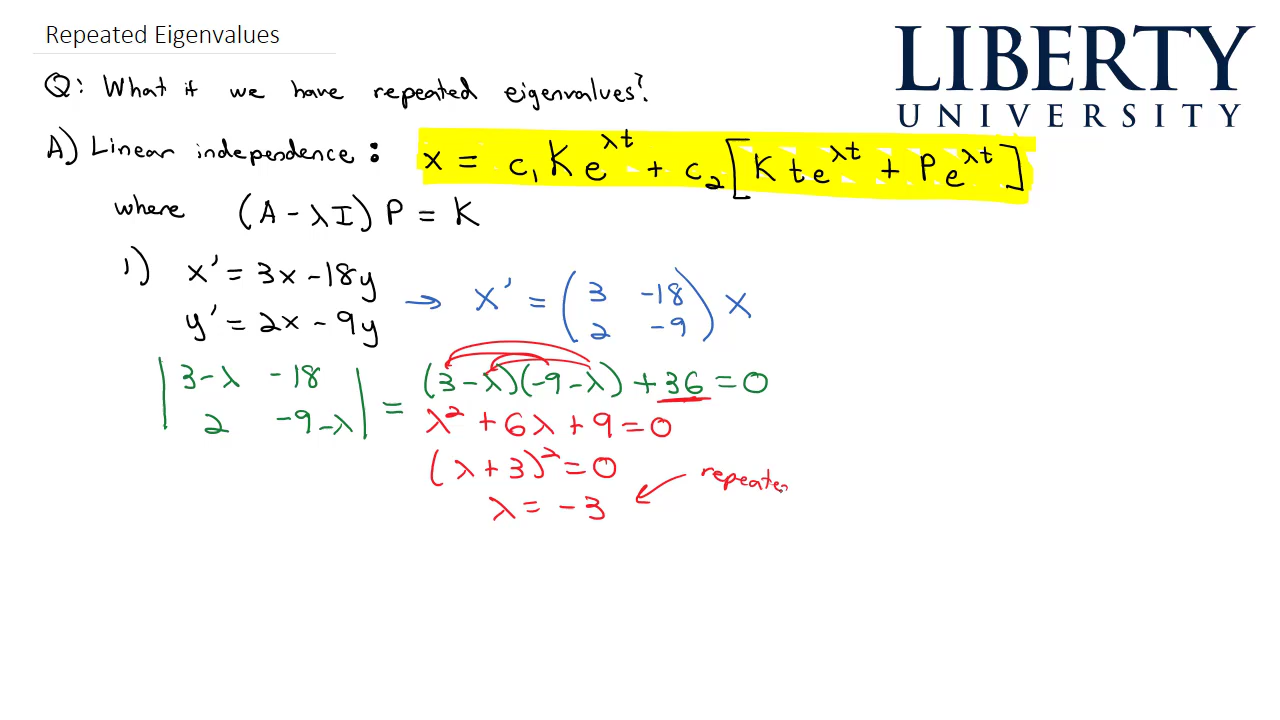 Repeated Eigenvalues
LIBERTY
UNIVERSITY
Q: What if we have repeated eigenvalues?
A) Linear independence: x = c₁Ke^λt + c₂[Kte^λt + Pe^λt]
where (A - λI)P = K
1) x' = 3x - 18y
y' = 2x - 9y
→ X' = (3 -18
2 -9) X
|3-λ -18
2 -9-λ| = (3-λ)(-9-λ) + 36 = 0
λ² + 6λ + 9 = 0
(λ + 3)² = 0
λ = -3 ← repeate